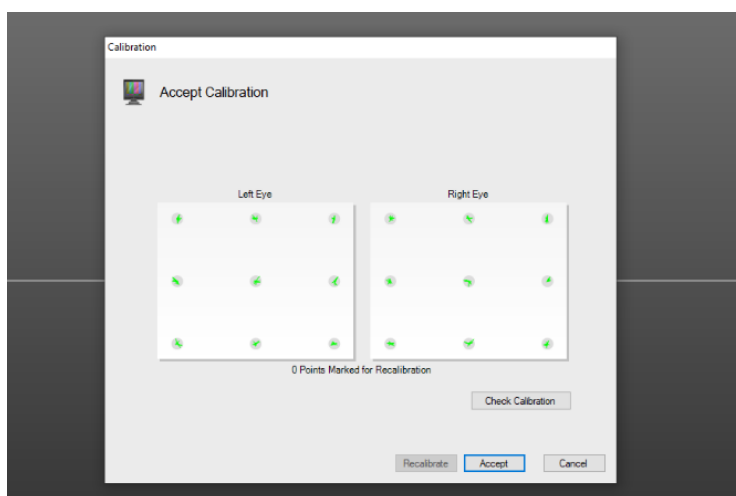 Calibration
Accept Calibration
Left Eye
Right Eye
0 Points Marked for Recalibration
Check Calibration
Recalibrate
Accept
Cancel